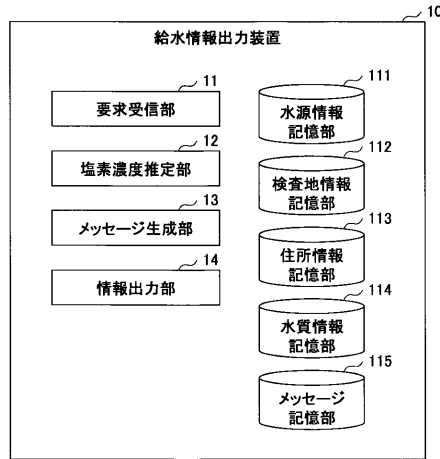 10
給水情報出力装置
11
要求受信部
12
塩素濃度推定部
13
メッセージ生成部
14
情報出力部
111
水源情報
記憶部
112
検査地情報
記憶部
113
住所情報
記憶部
114
水質情報
記憶部
115
メッセージ
記憶部